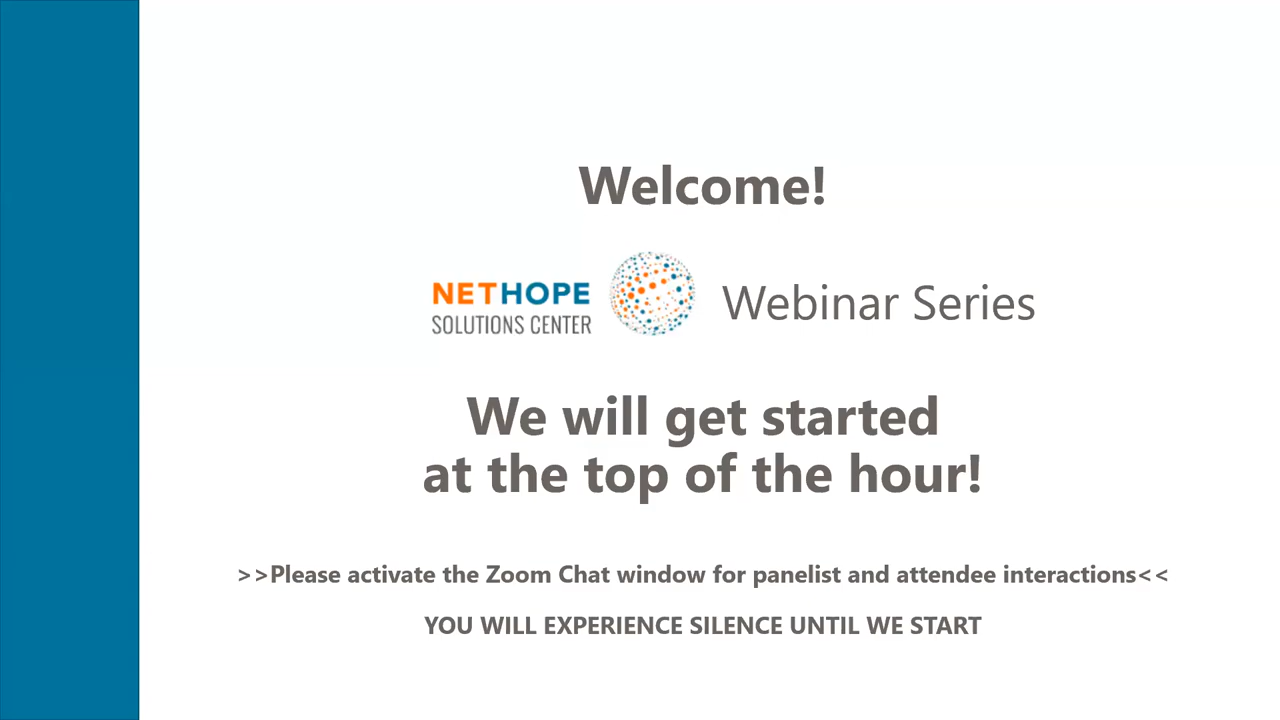 Welcome!
NETHOPE
SOLUTIONS CENTER
Webinar Series
We will get started
at the top of the hour!
>>Please activate the Zoom Chat window for panelist and attendee interactions<<
YOU WILL EXPERIENCE SILENCE UNTIL WE START